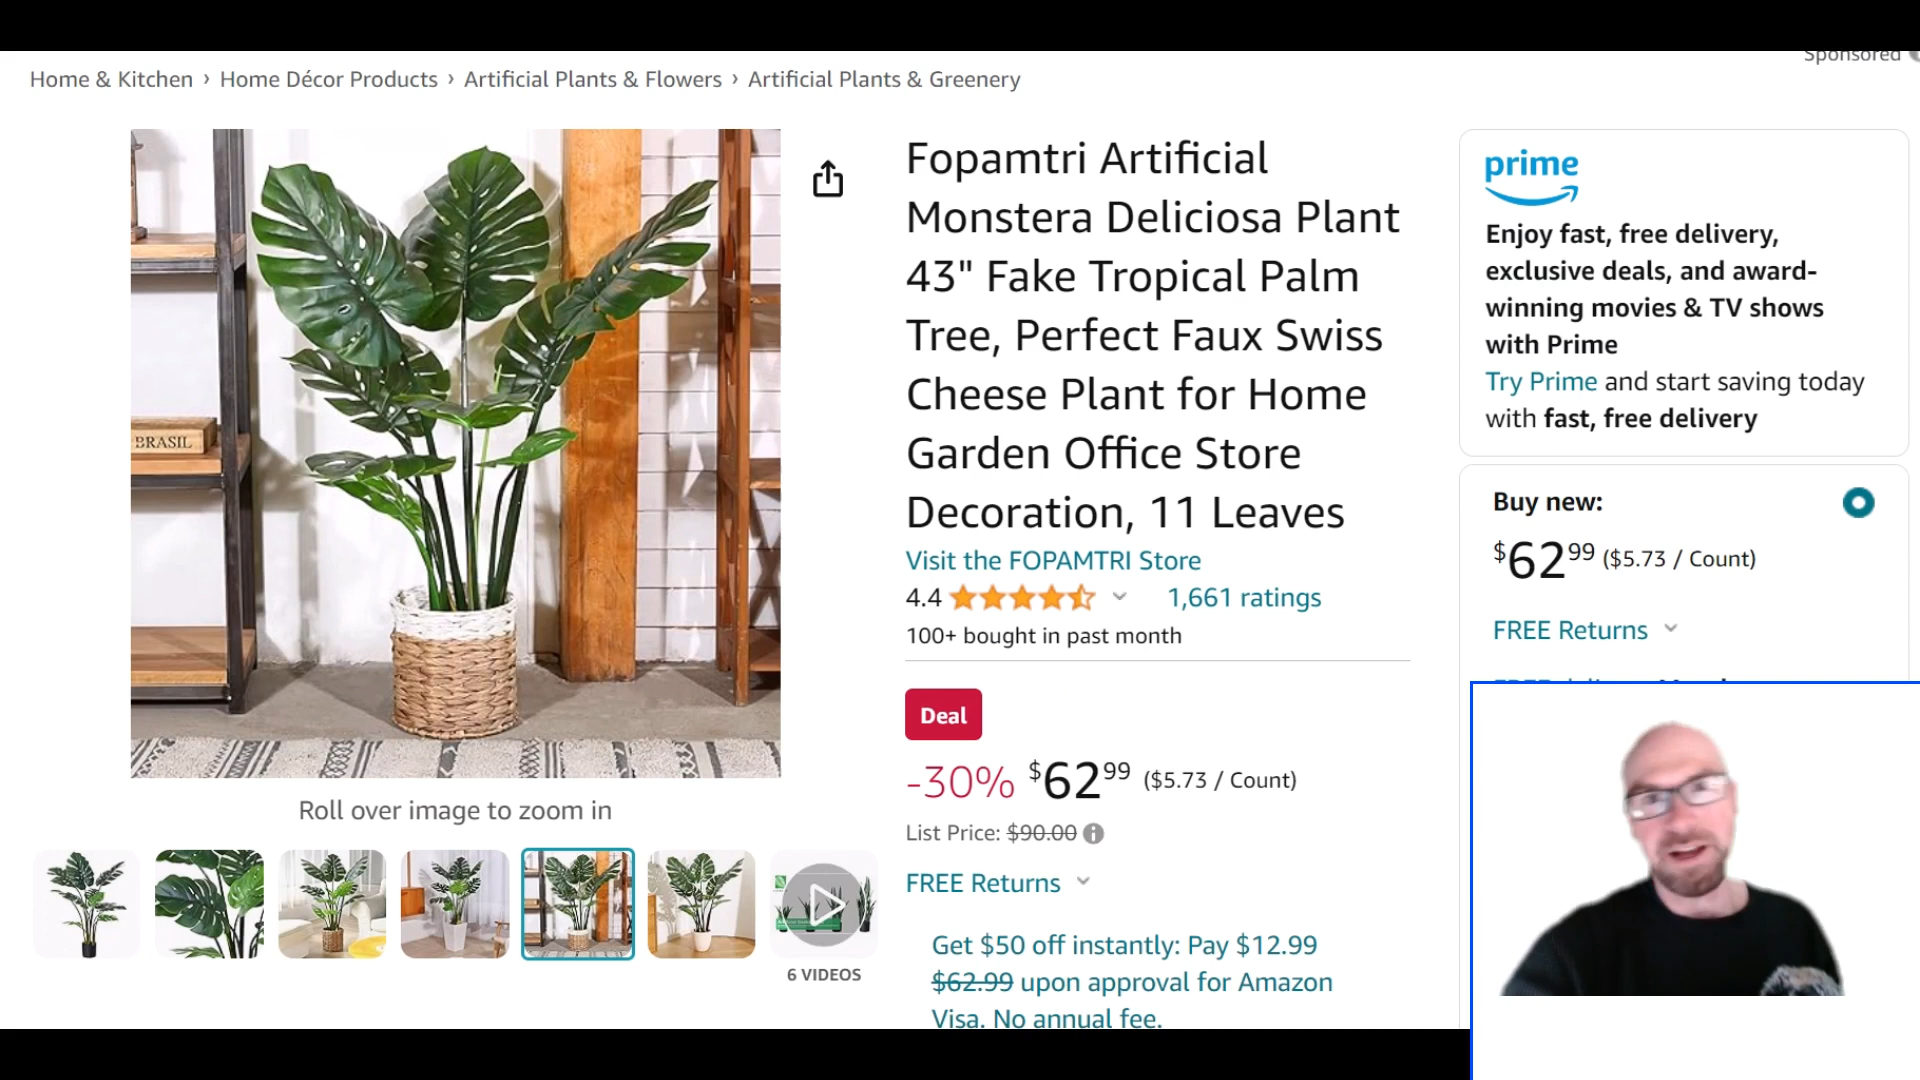 Sponsored
Home & Kitchen › Home Décor Products › Artificial Plants & Flowers › Artificial Plants & Greenery
BRASIL
Roll over image to zoom in
6 VIDEOS
Fopamtri Artificial
Monstera Deliciosa Plant
43" Fake Tropical Palm
Tree, Perfect Faux Swiss
Cheese Plant for Home
Garden Office Store
Decoration, 11 Leaves
Visit the FOPAMTRI Store
4.4 1,661 ratings
100+ bought in past month
Deal
-30% $62.99 ($5.73 / Count)
List Price: $90.00
FREE Returns
Get $50 off instantly: Pay $12.99
$62.99 upon approval for Amazon
Visa. No annual fee.
prime
Enjoy fast, free delivery,
exclusive deals, and award-
winning movies & TV shows
with Prime
Try Prime and start saving today
with fast, free delivery
Buy new:
$62.99 ($5.73 / Count)
FREE Returns